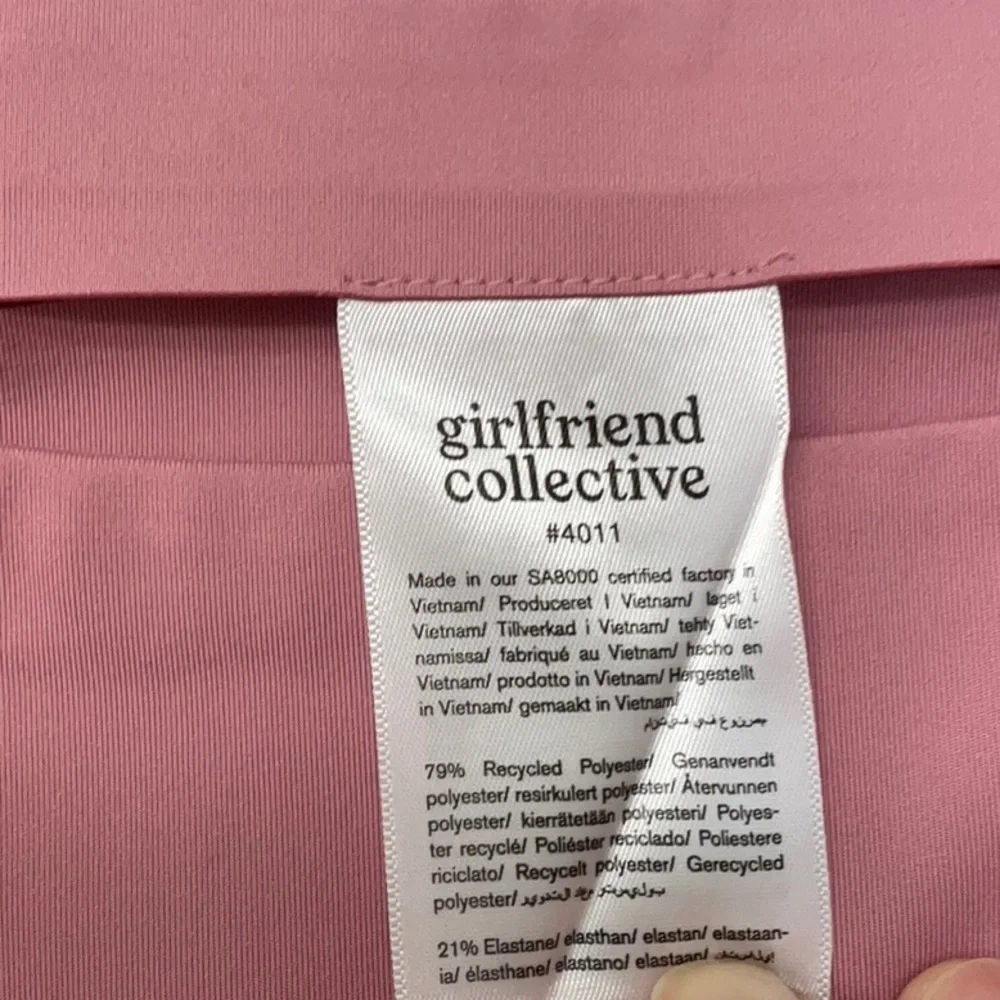 girlfriend
collective
#4011
Made in our SA8000 certified factory in
Vietnam/ Produceret I Vietnam/ laget i
Vietnam/ Tillverkad i Vietnam/ tehty Viet-
namissa/ fabriqué au Vietnam/ hecho en
Vietnam/ prodotto in Vietnam/ Hergestellt
in Vietnam/ gemaakt in Vietnam/
79% Recycled Polyester/ Genanvendt
polyester/ resirkulert polyester/ Återvunnen
polyester/ kierrätetään polyesteri/ Polyes-
ter recyclé/ Poliéster reciclado/ Poliestere
riciclato/ Recycelt polyester/ Gerecycled
polyester/
21% Elastane/ elasthan/ elastan/ elastaan-
ia/ élasthane/ elastano/ elastaan/